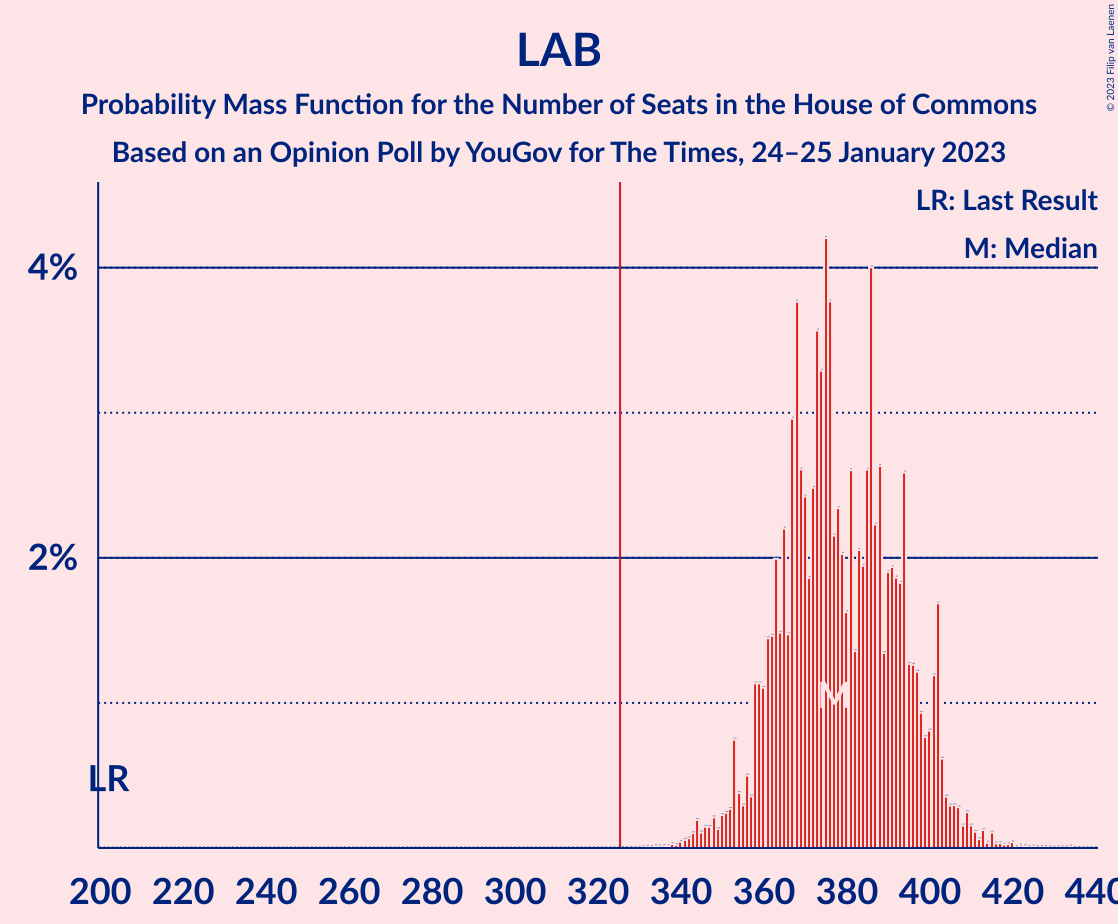 LAB
Probability Mass Function for the Number of Seats in the House of Commons
Based on an Opinion Poll by YouGov for The Times, 24–25 January 2023
© 2023 Filip van Laenen
LR: Last Result
M: Median
4%
2%
M
LR
200 220 240 260 280 300 320 340 360 380 400 420 440